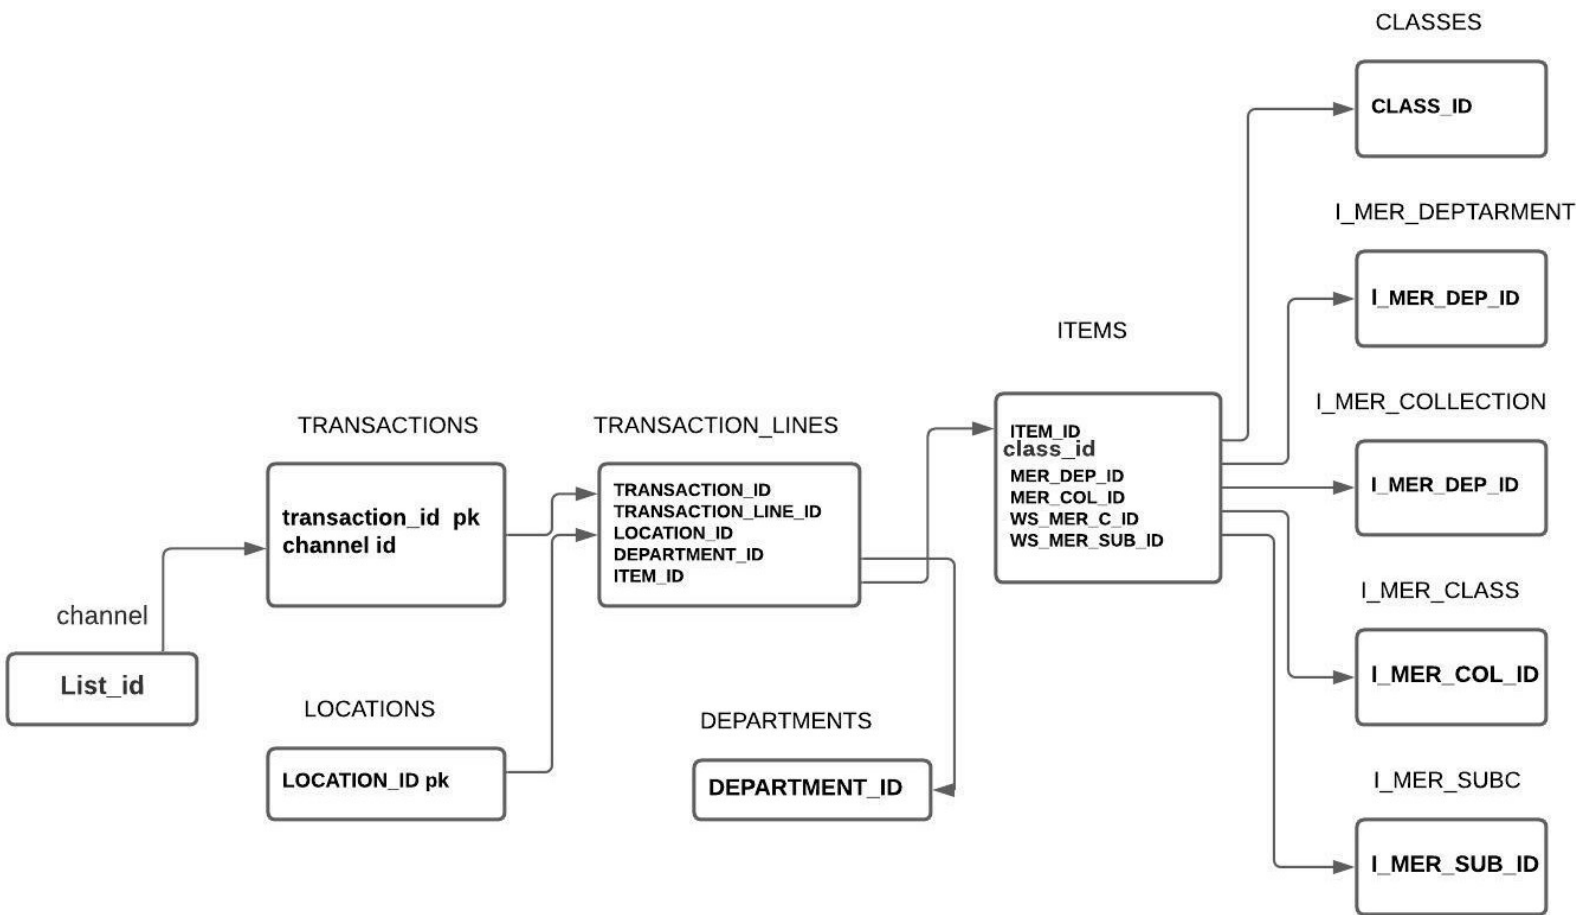 CLASSES
CLASS_ID
I_MER_DEPTARMENT
I_MER_DEP_ID
ITEMS
ITEM_ID
class_id
MER_DEP_ID
MER_COL_ID
WS_MER_C_ID
WS_MER_SUB_ID
I_MER_COLLECTION
I_MER_DEP_ID
TRANSACTIONS
transaction_id pk
channel id
TRANSACTION_LINES
TRANSACTION_ID
TRANSACTION_LINE_ID
LOCATION_ID
DEPARTMENT_ID
ITEM_ID
I_MER_CLASS
I_MER_COL_ID
channel
List_id
LOCATIONS
LOCATION_ID pk
DEPARTMENTS
DEPARTMENT_ID
I_MER_SUBC
I_MER_SUB_ID